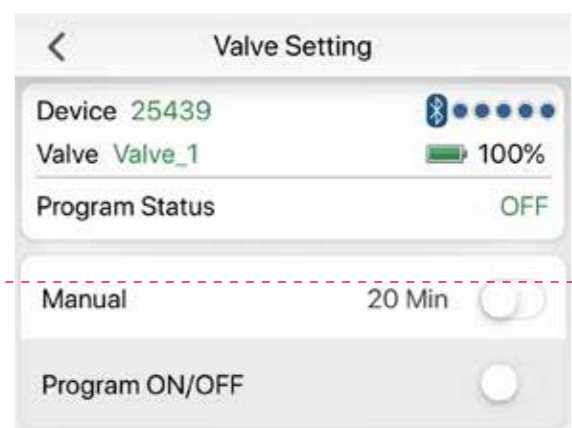 Valve Setting
Device 25439
Valve Valve_1 100%
Program Status OFF
Manual 20 Min
Program ON/OFF